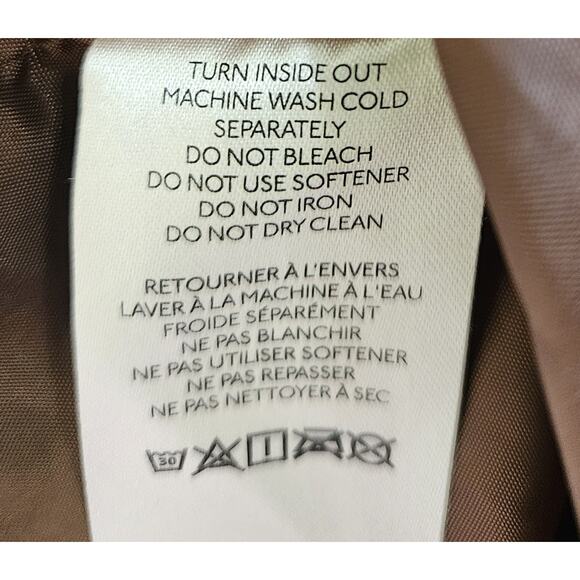 TURN INSIDE OUT
MACHINE WASH COLD
SEPARATELY
DO NOT BLEACH
DO NOT USE SOFTENER
DO NOT IRON
DO NOT DRY CLEAN
RETOURNER À L'ENVERS
LAVER À LA MACHINE À L'EAU
FROIDE SÉPARÉMENT
NE PAS BLANCHIR
NE PAS UTILISER SOFTENER
NE PAS REPASSER
NE PAS NETTOYER À SEC
30